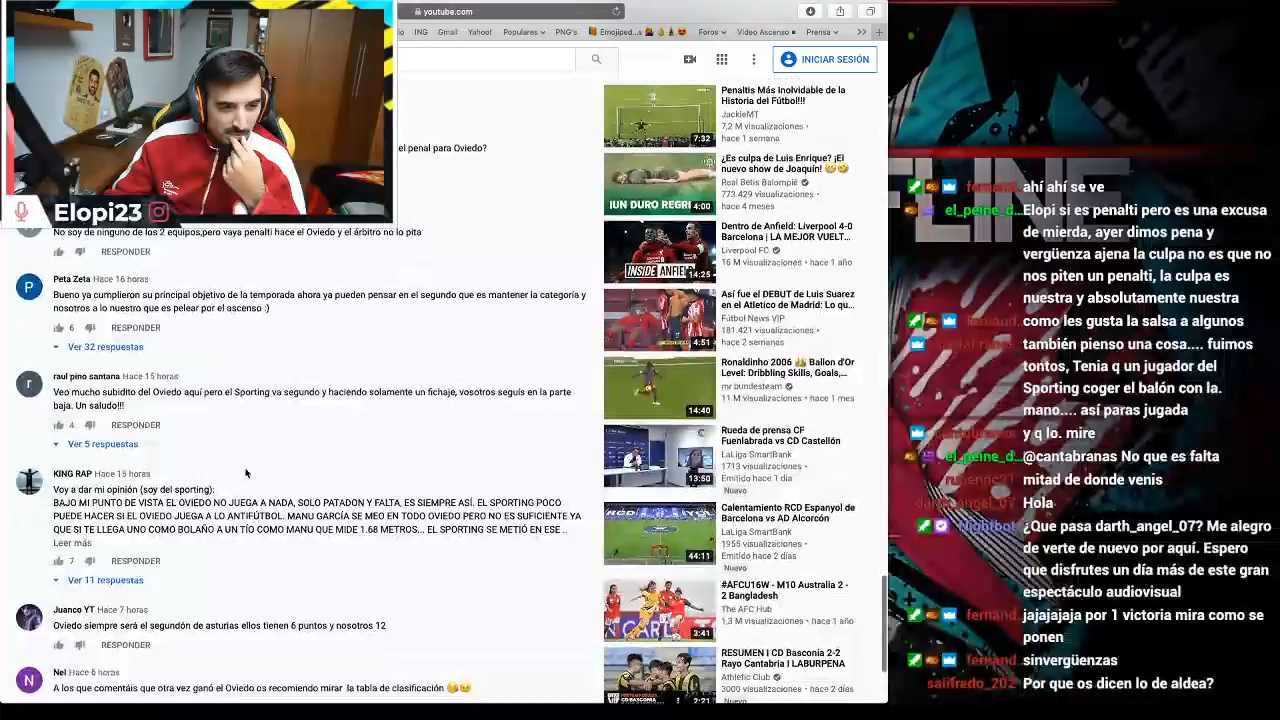 youtube.com
io
ING
Gmail
Yahoo!
Populares
PNG's
Emojiped...
Foros
Vídeo Ascenso
Prensa
INICIAR SESIÓN
Elopi23
el penal para Oviedo?
No soy de ninguno de los 2 equipos,pero vaya penalti hace el Oviedo y el árbitro no lo pita
RESPONDER
P
Peta Zeta Hace 16 horas
Bueno ya cumplieron su principal objetivo de la temporada ahora ya pueden pensar en el segundo que es mantener la categoría y
nosotros a lo nuestro que es pelear por el ascenso :)
6 RESPONDER
Ver 32 respuestas
r
raul pino santana Hace 15 horas
Veo mucho subidito del Oviedo aquí pero el Sporting va segundo y haciendo solamente un fichaje, vosotros seguís en la parte
baja. Un saludo!!!
4 RESPONDER
Ver 5 respuestas
KING RAP Hace 15 horas
Voy a dar mi opinión (soy del sporting):
BAJO MI PUNTO DE VISTA EL OVIEDO NO JUEGA A NADA, SOLO PATADON Y FALTA, ES SIEMPRE ASÍ. EL SPORTING POCO
PUEDE HACER SI EL OVIEDO JUEGA A LO ANTIFÚTBOL. MANU GARCÍA SE MEO EN TODO OVIEDO PERO NO ES SUFICIENTE YA
QUE SI TE LLEGA UNO COMO BOLAÑO A UN TÍO COMO MANU QUE MIDE 1.68 METROS... EL SPORTING SE METIÓ EN ESE ..
Leer más
7 RESPONDER
Ver 11 respuestas
Juanco YT Hace 7 horas
Oviedo siempre será el segundón de asturias ellos tienen 6 puntos y nosotros 12
RESPONDER
N
Nel Hace 6 horas
A los que comentáis que otra vez ganó el Oviedo os recomiendo mirar la tabla de clasificación
Penaltis Más Inolvidable de la
Historia del Fútbol!!!
JackieMT
7,2 M visualizaciones •
hace 1 semana
7:32
¿Es culpa de Luis Enrique? ¡El
nuevo show de Joaquín!
Real Betis Balompié
773.429 visualizaciones •
hace 4 meses
¡UN DURO REGRE
4:00
Dentro de Anfield: Liverpool 4-0
Barcelona | LA MEJOR VUELT...
Liverpool FC
16 M visualizaciones • hace 1 año
INSIDE ANFIEL
14:25
Así fue el DEBUT de Luis Suarez
en el Atletico de Madrid: Lo qu...
Fútbol News VIP
181.421 visualizaciones •
hace 2 semanas
4:51
Ronaldinho 2006 Ballon d'Or
Level: Dribbling Skills, Goals,...
mr bundesteam
11 M visualizaciones • hace 1 mes
14:40
Rueda de prensa CF
Fuenlabrada vs CD Castellón
LaLiga SmartBank
1713 visualizaciones •
Emitido hace 1 día
Nuevo
13:50
Calentamiento RCD Espanyol de
Barcelona vs AD Alcorcón
LaLiga SmartBank
1955 visualizaciones •
Emitido hace 2 días
Nuevo
44:11
#AFCU16W - M10 Australia 2 -
2 Bangladesh
The AFC Hub
1,3 M visualizaciones • hace 1 año
3:41
RESUMEN I CD Basconia 2-2
Rayo Cantabria I LABURPENA
Athletic Club
3000 visualizaciones • hace 2 días
Nuevo
2:21
FLINE
fernand... ahí ahí se ve
el_peine_d... Elopi si es penalti pero es una excusa
de mierda, ayer dimos pena y
vergüenza ajena la culpa no es que no
nos piten un penalti, la culpa es
nuestra y absolutamente nuestra
fernand... como les gusta la salsa a algunos
también pienso una cosa.... fuimos
tontos, Tenia q un jugador del
Sporting coger el balón con la.
mano.... así paras jugada
y q lo. mire
el_peine_d... @cantabranas No que es falta
mitad de donde venis
darth_angel_07 Hola
Nightbot ¿Que pasa darth_angel_07? Me alegro
de verte de nuevo por aquí. Espero
que disfrutes un día más de este gran
espectáculo audiovisual
fernand... jajajajaja por 1 victoria mira como se
ponen
fernand... sinvergüenzas
Por que os dicen lo de aldea?